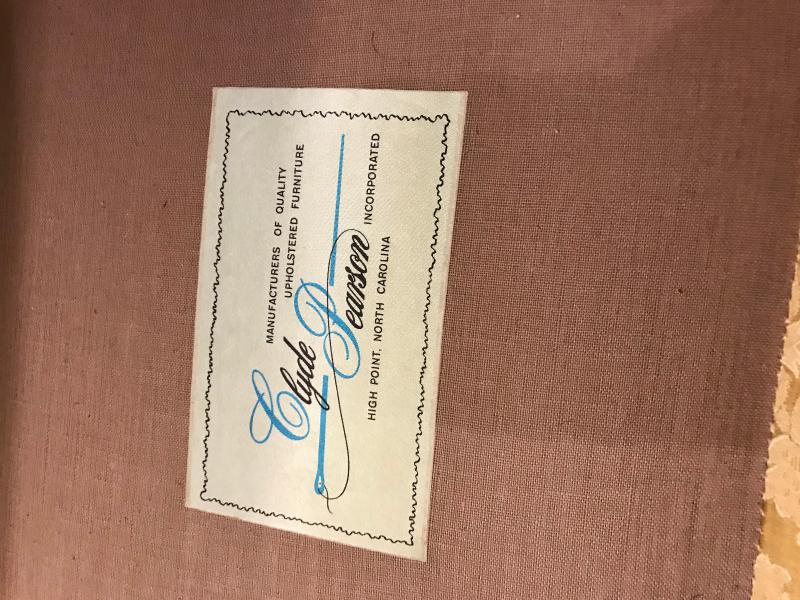 MANUFACTURERS OF QUALITY
UPHOLSTERED FURNITURE
Clyde
Pearson INCORPORATED
HIGH POINT, NORTH CAROLINA